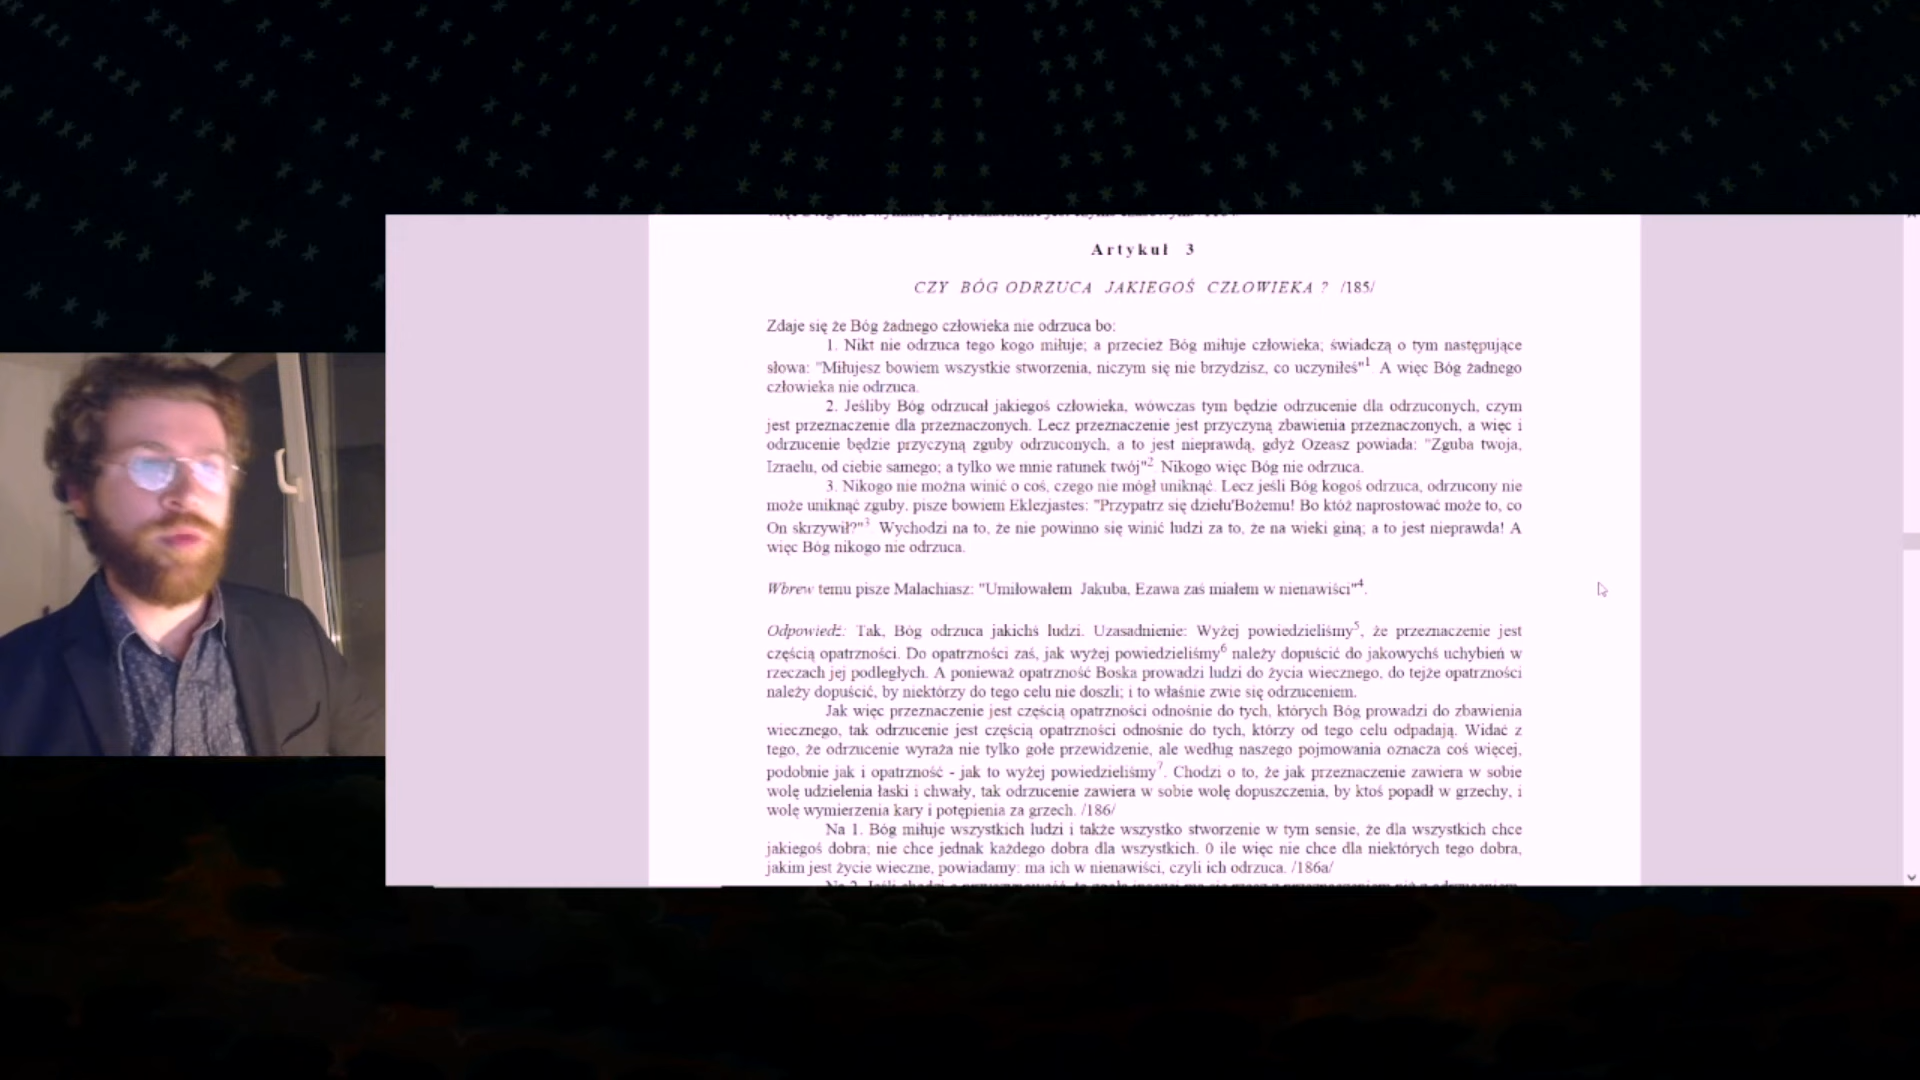 Artykuł 3
CZY BÓG ODRZUCA JAKIEGOŚ CZŁOWIEKA ? /185/
Zdaje się że Bóg żadnego człowieka nie odrzuca bo:
1. Nikt nie odrzuca tego kogo miłuje; a przecież Bóg miłuje człowieka; świadczą o tym następujące
słowa: "Miłujesz bowiem wszystkie stworzenia, niczym się nie brzydzisz, co uczyniłeś"1 A więc Bóg żadnego
człowieka nie odrzuca.
2. Jeśliby Bóg odrzucał jakiegoś człowieka, wówczas tym będzie odrzucenie dla odrzuconych, czym
jest przeznaczenie dla przeznaczonych. Lecz przeznaczenie jest przyczyną zbawienia przeznaczonych, a więc i
odrzucenie będzie przyczyną zguby odrzuconych, a to jest nieprawdą, gdyż Ozeasz powiada: "Zguba twoja,
Izraelu, od ciebie samego; a tylko we mnie ratunek twój"2 Nikogo więc Bóg nie odrzuca.
3. Nikogo nie można winić o coś, czego nie mógł uniknąć. Lecz jeśli Bóg kogoś odrzuca, odrzucony nie
może uniknąć zguby, pisze bowiem Eklezjastes: "Przypatrz się dziełu'Bożemu! Bo któż naprostować może to, co
On skrzywił?"3 Wychodzi na to, że nie powinno się winić ludzi za to, że na wieki giną; a to jest nieprawda! A
więc Bóg nikogo nie odrzuca.
Wbrew temu pisze Malachiasz: "Umiłowałem Jakuba, Ezawa zaś miałem w nienawiści"4.
Odpowiedź: Tak, Bóg odrzuca jakichś ludzi. Uzasadnienie: Wyżej powiedzieliśmy5, że przeznaczenie jest
częścią opatrzności. Do opatrzności zaś, jak wyżej powiedzieliśmy6 należy dopuścić do jakowychś uchybień w
rzeczach jej podległych. A ponieważ opatrzność Boska prowadzi ludzi do życia wiecznego, do tejże opatrzności
należy dopuścić, by niektórzy do tego celu nie doszli; i to właśnie zwie się odrzuceniem.
Jak więc przeznaczenie jest częścią opatrzności odnośnie do tych, których Bóg prowadzi do zbawienia
wiecznego, tak odrzucenie jest częścią opatrzności odnośnie do tych, którzy od tego celu odpadają. Widać z
tego, że odrzucenie wyraża nie tylko gołe przewidzenie, ale według naszego pojmowania oznacza coś więcej,
podobnie jak i opatrzność - jak to wyżej powiedzieliśmy7. Chodzi o to, że jak przeznaczenie zawiera w sobie
wolę udzielenia łaski i chwały, tak odrzucenie zawiera w sobie wolę dopuszczenia, by ktoś popadł w grzechy, i
wolę wymierzenia kary i potępienia za grzech. /186/
Na 1. Bóg miłuje wszystkich ludzi i także wszystko stworzenie w tym sensie, że dla wszystkich chce
jakiegoś dobra; nie chce jednak każdego dobra dla wszystkich. 0 ile więc nie chce dla niektórych tego dobra,
jakim jest życie wieczne, powiadamy: ma ich w nienawiści, czyli ich odrzuca. /186a/